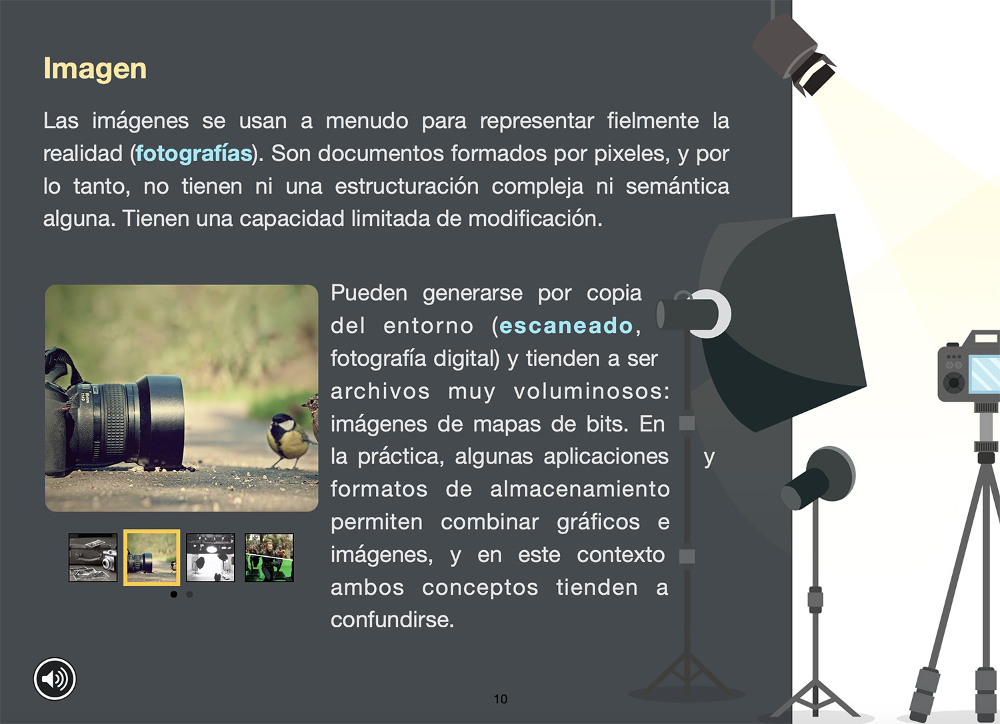 Imagen
Las imágenes se usan a menudo para representar fielmente la
realidad (fotografías). Son documentos formados por pixeles, y por
lo tanto, no tienen ni una estructuración compleja ni semántica
alguna. Tienen una capacidad limitada de modificación.
Pueden generarse por copia
del entorno (escaneado,
fotografía digital) y tienden a ser
archivos muy voluminosos:
imágenes de mapas de bits. En
la práctica, algunas aplicaciones y
formatos de almacenamiento
permiten combinar gráficos e
imágenes, y en este contexto
ambos conceptos tienden a
confundirse.
10